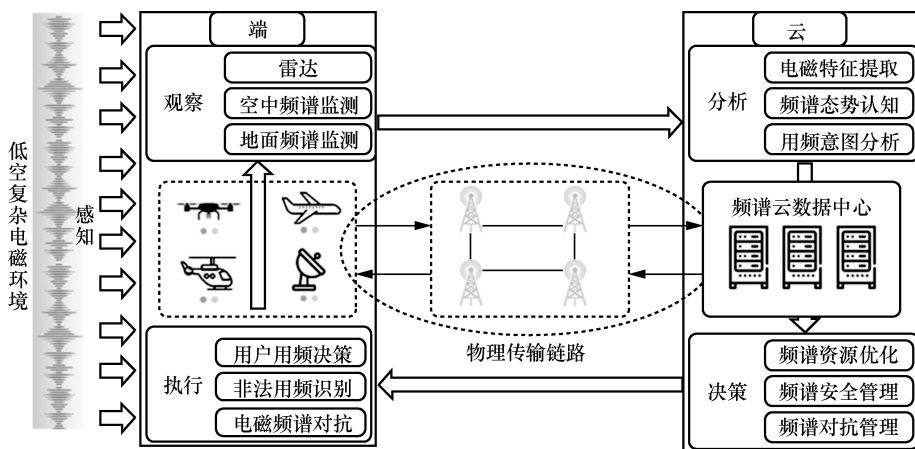 低空复杂电磁环境
感知
端
观察
雷达
空中频谱监测
地面频谱监测
执行
用户用频决策
非法用频识别
电磁频谱对抗
物理传输链路
云
分析
电磁特征提取
频谱态势认知
用频意图分析
频谱云数据中心
决策
频谱资源优化
频谱安全管理
频谱对抗管理